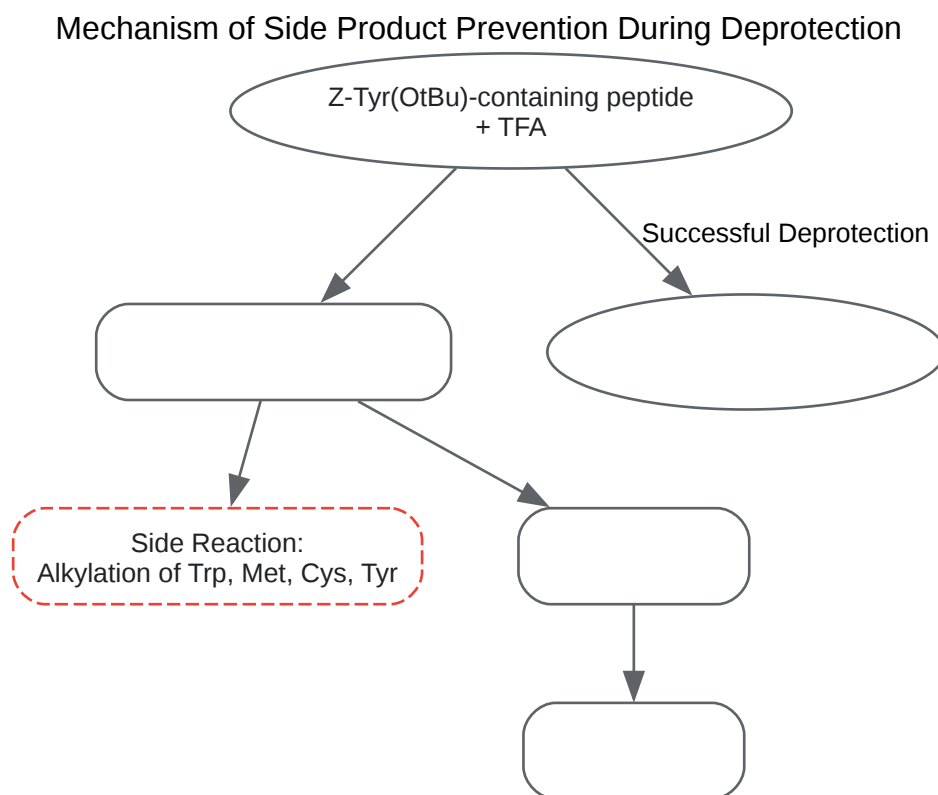 Mechanism of Side Product Prevention During Deprotection
Z-Tyr(OtBu)-containing peptide
+ TFA
Successful Deprotection
Side Reaction:
Alkylation of Trp, Met, Cys, Tyr